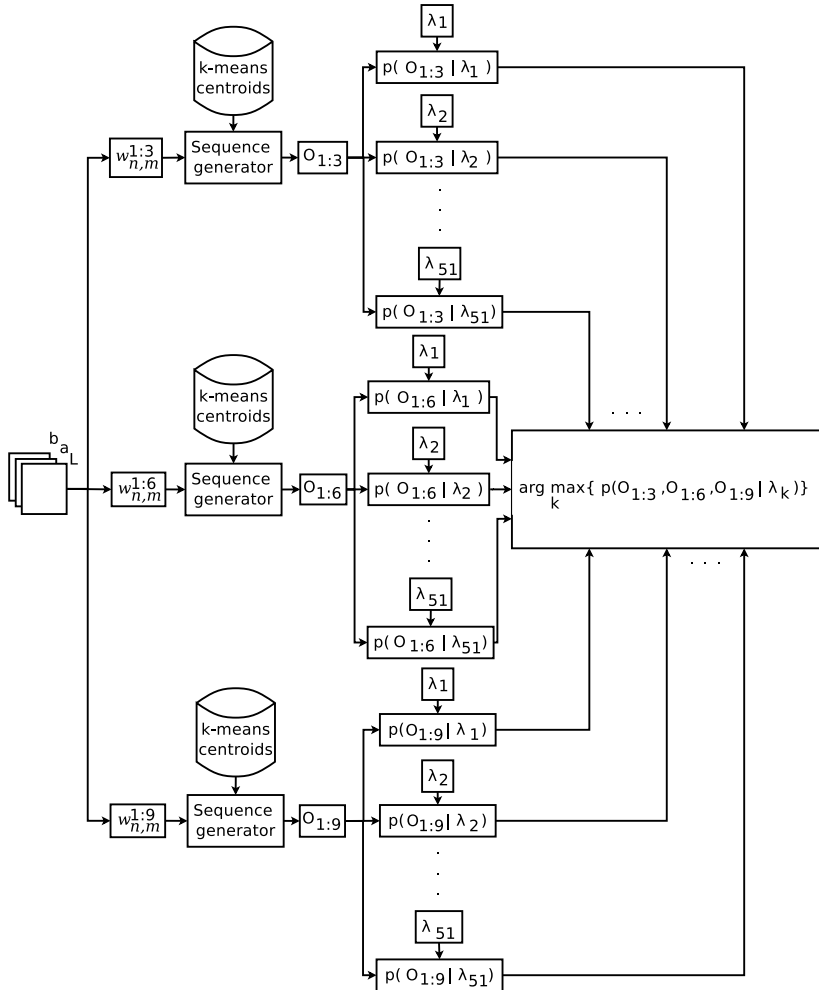 λ1
k-means
centroids
p( O1:3 | λ1 )
λ2
w1:3n,m
Sequence
generator
O1:3
p( O1:3 | λ2 )
. . .
λ51
p( O1:3 | λ51)
λ1
k-means
centroids
p( O1:6 | λ1 )
. . .
λ2
b
a
L
w1:6n,m
Sequence
generator
O1:6
p( O1:6 | λ2 )
arg max{ p(O1:3 ,O1:6 ,O1:9 | λk )}
k
. . .
. . .
λ51
p( O1:6 | λ51)
λ1
k-means
centroids
p(O1:9 | λ1)
λ2
w1:9n,m
Sequence
generator
O1:9
p(O1:9 | λ2)
. . .
λ51
p( O1:9 | λ51)